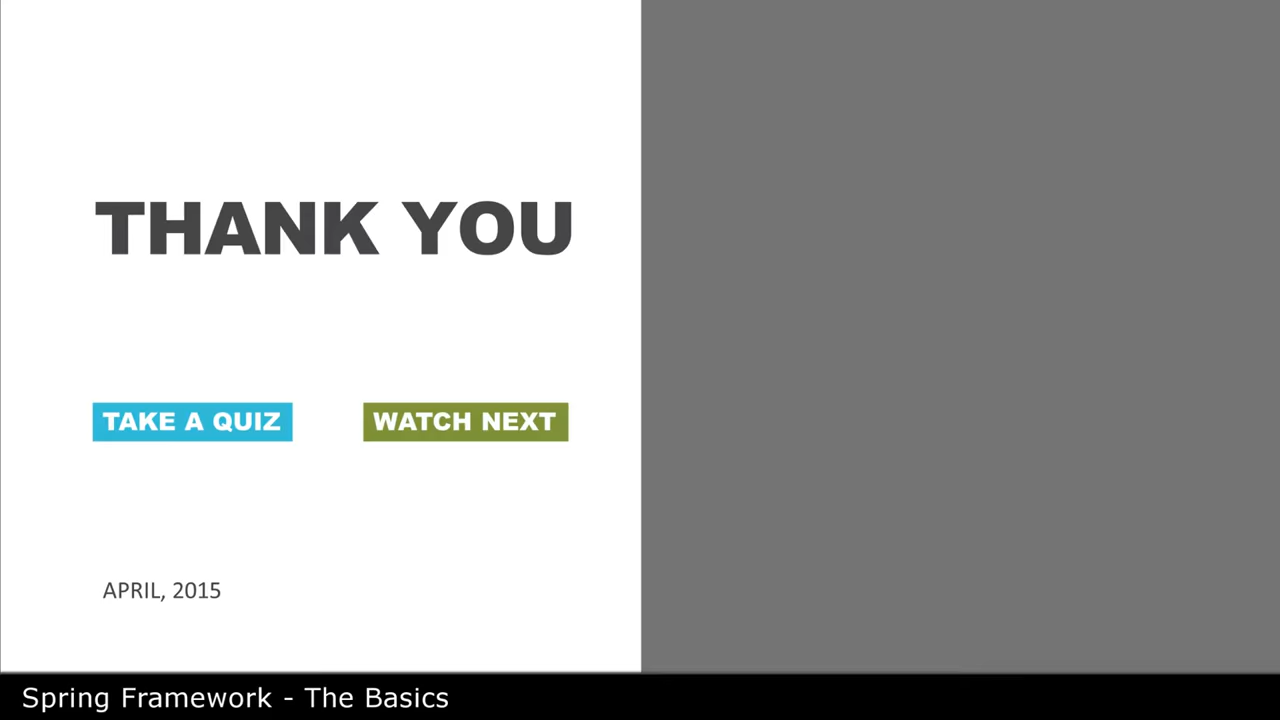 THANK YOU
TAKE A QUIZ
WATCH NEXT
APRIL, 2015
Spring Framework - The Basics